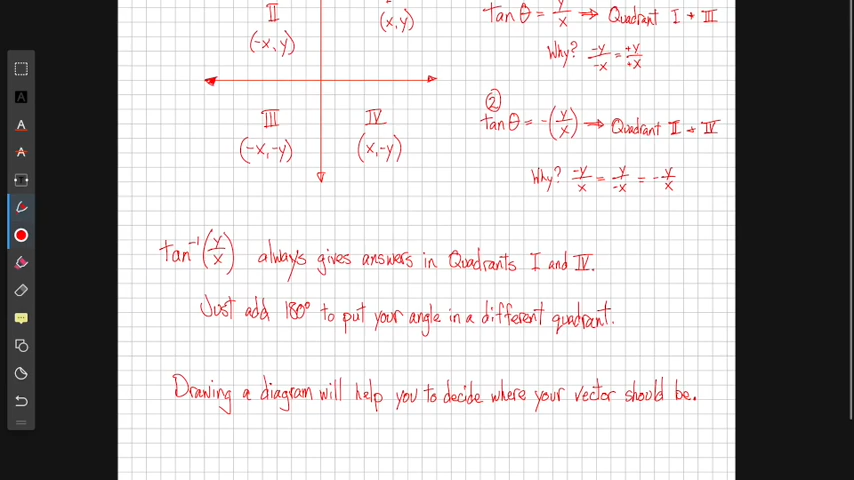 II
(-x, y)
(x, y)
III
(-x, -y)
IV
(x, -y)
tan θ = y/x ⇒ Quadrant I + III
Why? -y/-x = +y/+x
②
tan θ = -(y/x) ⇒ Quadrant II + IV
Why? -y/x = y/-x = -y/x
tan⁻¹(y/x) always gives answers in Quadrants I and IV.
Just add 180° to put your angle in a different quadrant.
Drawing a diagram will help you to decide where your vector should be.